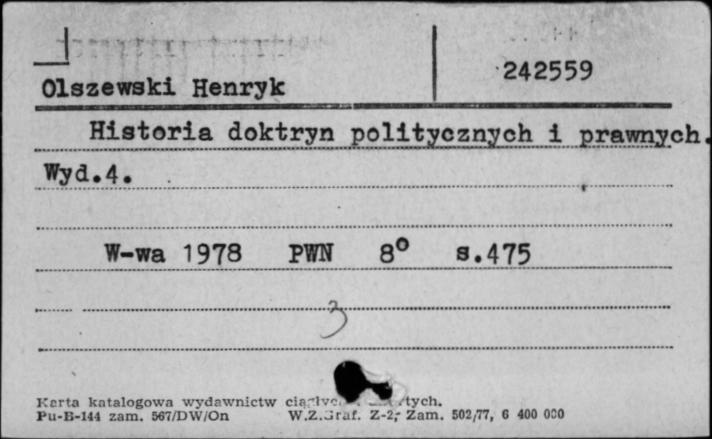 242559
Olszewski Henryk
Historia doktryn politycznych i prawnych.
Wyd.4.
W-wa 1978 PWN 8° s.475
3
Karta katalogowa wydawnictw
Pu-B-144 zam. 567/DW/On W.Z.Graf. Z-2, Zam. 502/77, 6 400 000